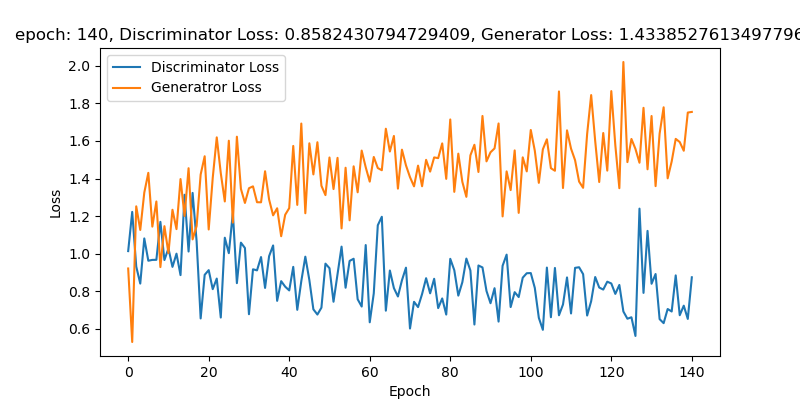 epoch: 140, Discriminator Loss: 0.8582430794729409, Generator Loss: 1.4338527613497796
Discriminator Loss
Generatror Loss
2.0
1.8
1.6
1.4
1.2
1.0
0.8
0.6
Loss
0 20 40 60 80 100 120 140
Epoch